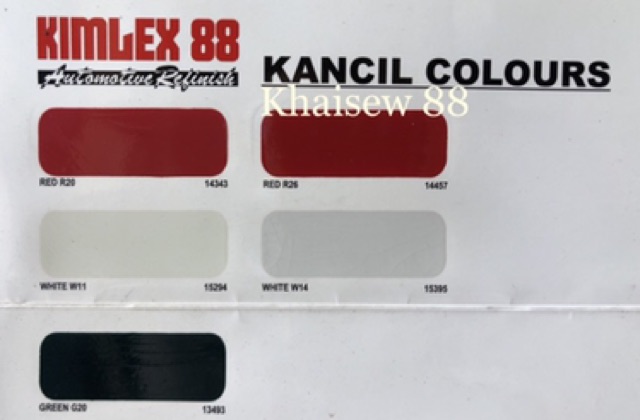 KIMLEX 88
Automotive Refinish
KANCIL COLOURS
Khaisew 88
RED R20 14343
RED R26 14457
WHITE W11 15294
WHITE W14 15395
GREEN G20 13493